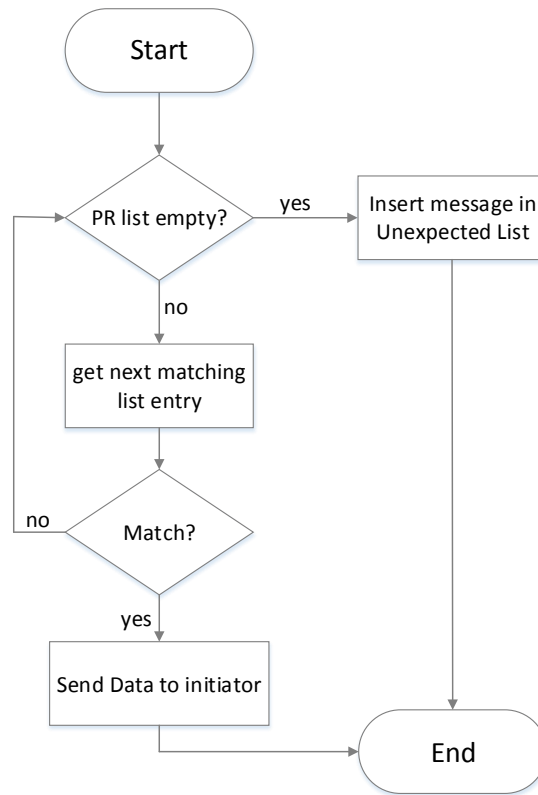 Start
PR list empty?
yes
Insert message in
Unexpected List
no
get next matching
list entry
no
Match?
yes
Send Data to initiator
End